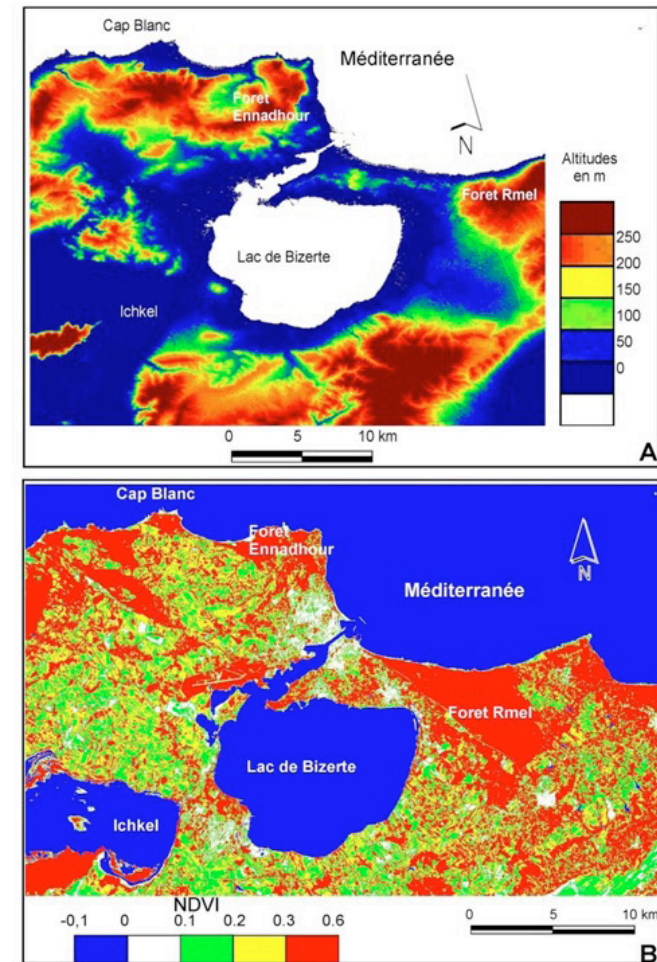 Cap Blanc
Méditerranée
Foret
Ennadhour
N
Altitudes
en m
Foret Rmel
250
200
150
100
50
0
Lac de Bizerte
Ichkel
0 5 10 km
A
Cap Blanc
Foret
Ennadhour
N
Méditerranée
Foret Rmel
Lac de Bizerte
Ichkel
NDVI
-0,1 0 0.1 0.2 0.3 0.6
0 5 10 km
B